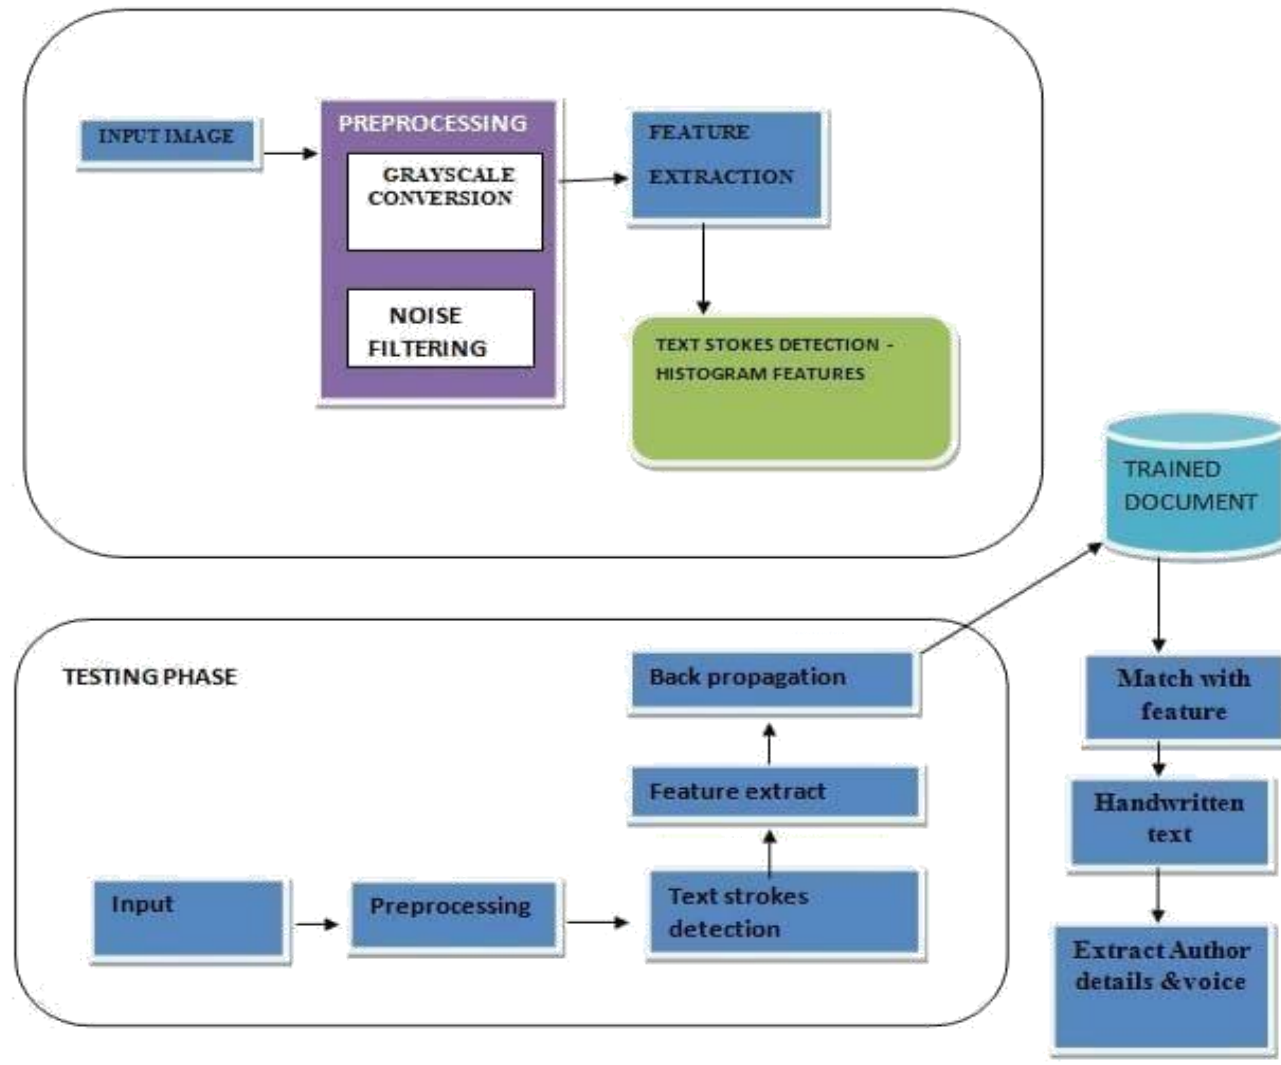 INPUT IMAGE
PREPROCESSING
GRAYSCALE
CONVERSION
NOISE
FILTERING
FEATURE
EXTRACTION
TEXT STOKES DETECTION -
HISTOGRAM FEATURES
TRAINED
DOCUMENT
TESTING PHASE
Back propagation
Feature extract
Input
Preprocessing
Text strokes
detection
Match with
feature
Handwritten
text
Extract Author
details &voice